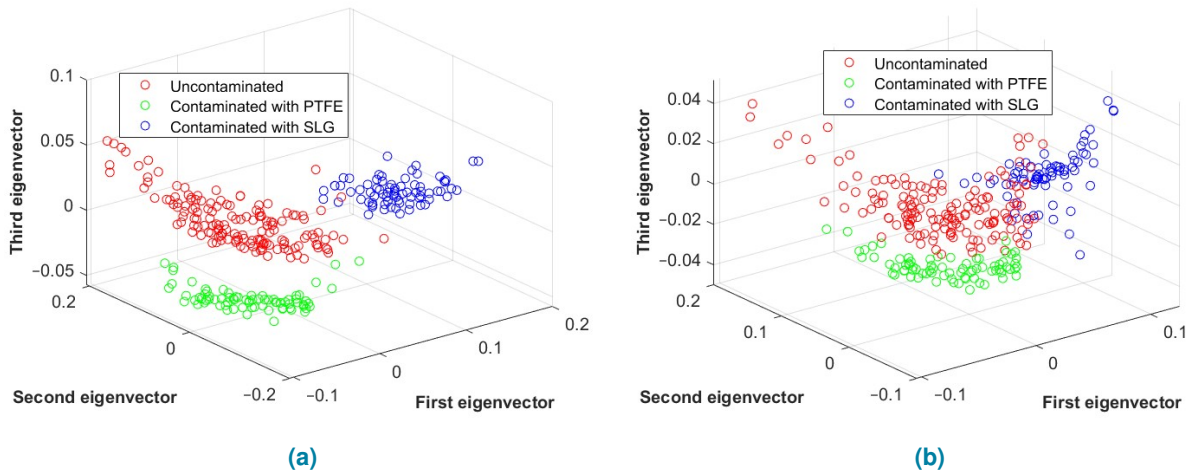 0.1
0.05
0
−0.05
Third eigenvector
Uncontaminated
Contaminated with PTFE
Contaminated with SLG
0.2
0
−0.2
Second eigenvector
−0.1
0
0.1
0.2
First eigenvector
(a)
0.04
0.02
0
−0.02
−0.04
Third eigenvector
Uncontaminated
Contaminated with PTFE
Contaminated with SLG
0.2
0.1
0
−0.1
Second eigenvector
−0.1
0
0.1
First eigenvector
(b)